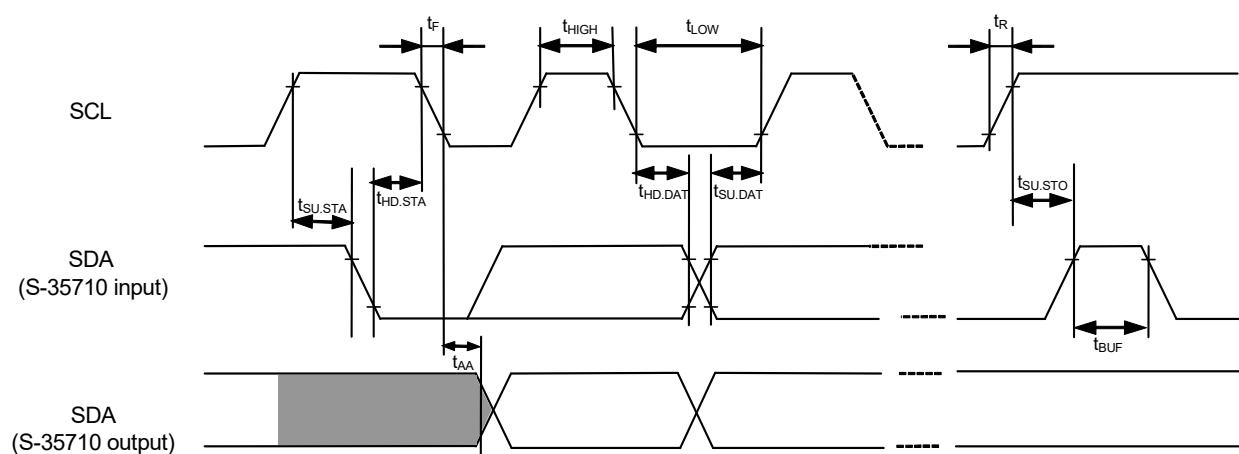 tF
tHIGH
tLOW
tR
SCL
tSU.STA
tHD.STA
tHD.DAT
tSU.DAT
tSU.STO
SDA
(S-35710 input)
tBUF
tAA
SDA
(S-35710 output)